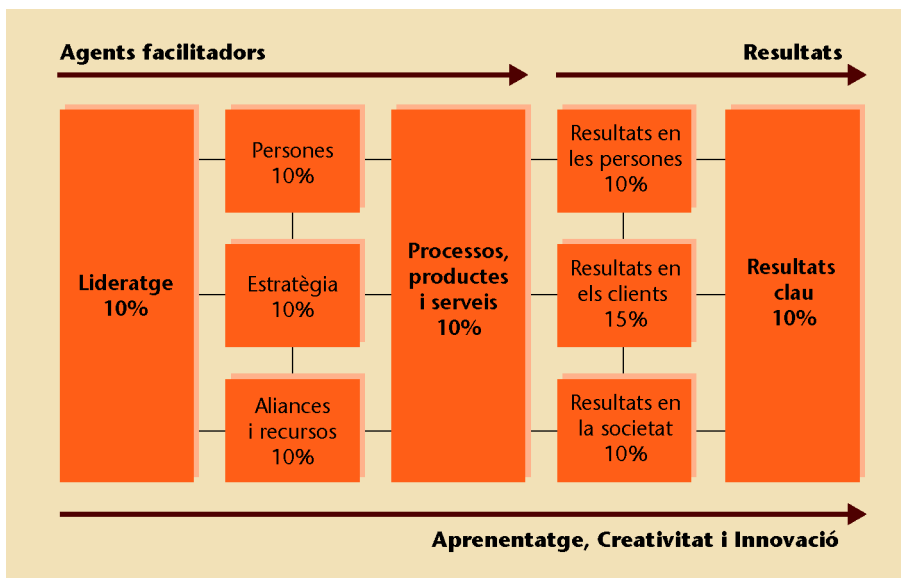 Agents facilitadors
Resultats
Lideratge
10%
Persones
10%
Estratègia
10%
Aliances
i recursos
10%
Processos,
productes
i serveis
10%
Resultats en
les persones
10%
Resultats en
els clients
15%
Resultats en
la societat
10%
Resultats
clau
10%
Aprenentatge, Creativitat i Innovació